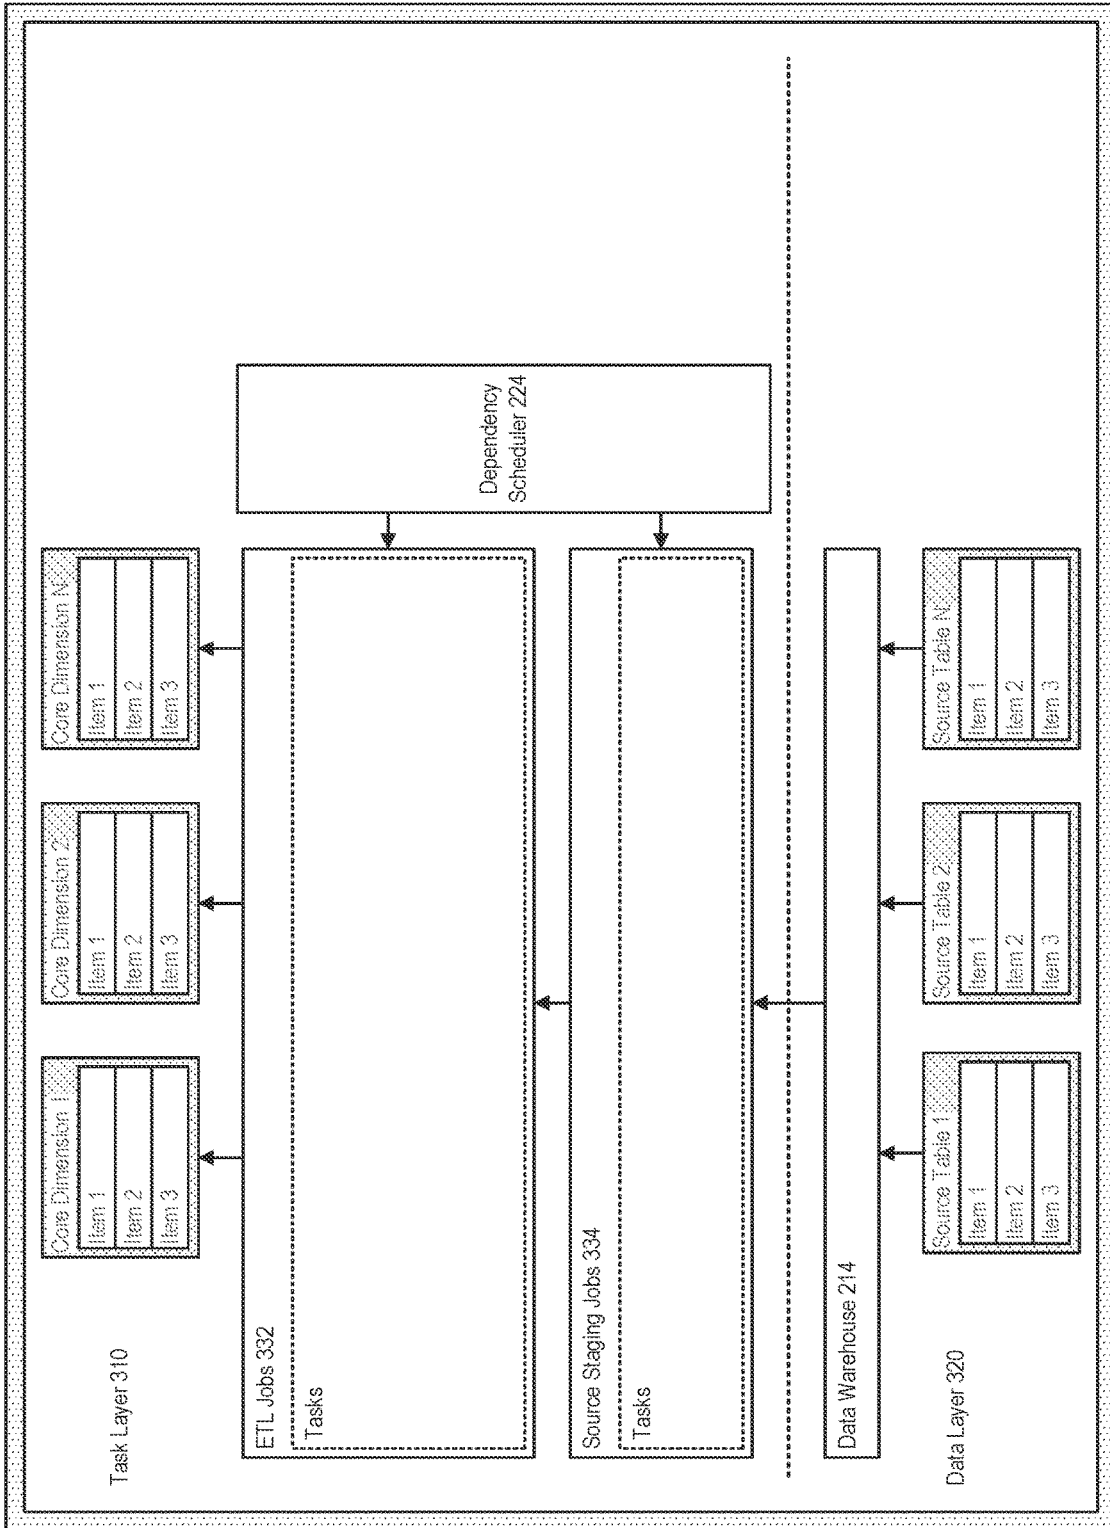 Task Layer 310
Core Dimension 1
Item 1
Item 2
Item 3
Core Dimension 2
Item 1
Item 2
Item 3
Core Dimension N
Item 1
Item 2
Item 3
ETL Jobs 332
Tasks
Dependency
Scheduler 224
Source Staging Jobs 334
Tasks
Data Warehouse 214
Data Layer 320
Source Table 1
Item 1
Item 2
Item 3
Source Table 2
Item 1
Item 2
Item 3
Source Table N
Item 1
Item 2
Item 3